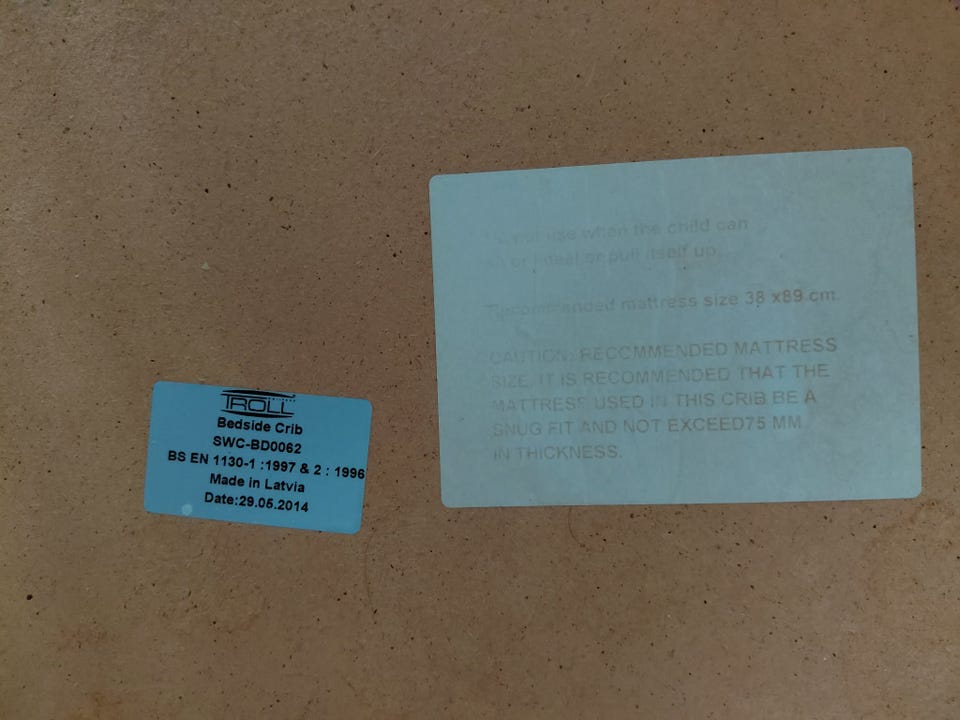 TROLL
Bedside Crib
SWC-BD0062
BS EN 1130-1 :1997 & 2 : 1996
Made in Latvia
Date:29.05.2014
not use when the child can
or kneel or pull itself up.
mattress size 38 x89 cm.
CAUTION: RECCMMENDED MATTRESS
SIZE. IT IS RECOMMENDED THAT THE
MATTRESS USED IN THIS CRIB BE A
SNUG FIT AND NOT EXCEED75 MM
IN THICKNESS.